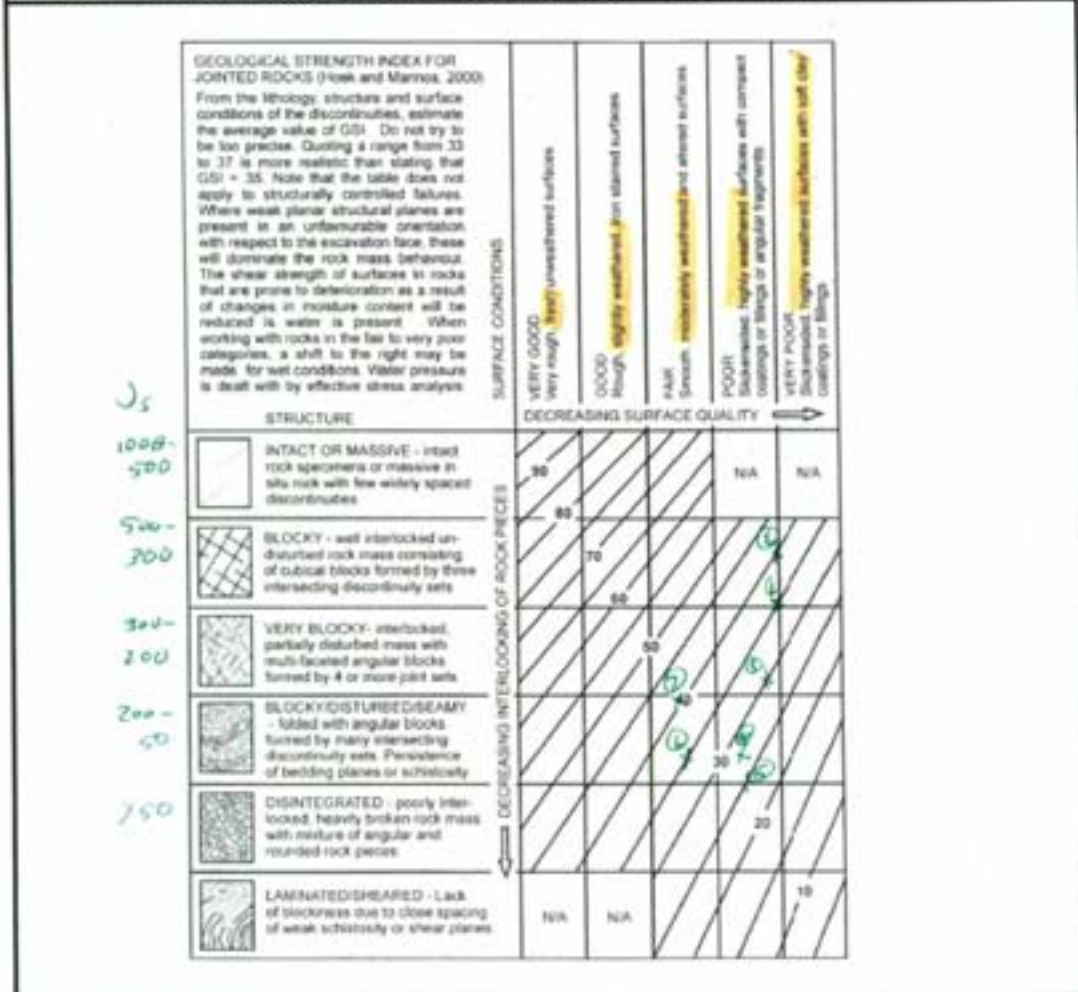 GEOLOGICAL STRENGTH INDEX FOR
JOINTED ROCKS (Hoek and Marinos, 2000)
From the lithology, structure and surface
conditions of the discontinuities, estimate
the average value of GSI. Do not try to
be too precise. Quoting a range from 33
to 37 is more realistic than stating that
GSI = 35. Note that the table does not
apply to structurally controlled failures.
Where weak planar structural planes are
present in an unfavourable orientation
with respect to the excavation face, these
will dominate the rock mass behaviour.
The shear strength of surfaces in rocks
that are prone to deterioration as a result
of changes in moisture content will be
reduced is water is present. When
working with rocks in the fair to very poor
categories, a shift to the right may be
made for wet conditions. Water pressure
is dealt with by effective stress analysis
STRUCTURE
SURFACE CONDITIONS
VERY GOOD
Very rough, fresh unweathered surfaces
GOOD
Rough, slightly weathered, iron stained surfaces
FAIR
Smooth, moderately weathered and altered surfaces
POOR
Slickensided, highly weathered surfaces with compact
coatings or fillings or angular fragments
VERY POOR
Slickensided, highly weathered surfaces with soft clay
coatings or fillings
DECREASING SURFACE QUALITY
DECREASING INTERLOCKING OF ROCK PIECES
Js
1000-
500
INTACT OR MASSIVE - intact
rock specimens or massive in
situ rock with few widely spaced
discontinuities
90
N/A
N/A
80
500-
300
BLOCKY - well interlocked un-
disturbed rock mass consisting
of cubical blocks formed by three
intersecting discontinuity sets
70
60
300-
200
VERY BLOCKY- interlocked,
partially disturbed mass with
multi-faceted angular blocks
formed by 4 or more joint sets
50
40
200-
50
BLOCKY/DISTURBED/SEAMY
- folded with angular blocks
formed by many intersecting
discontinuity sets. Persistence
of bedding planes or schistosity
30
DISINTEGRATED - poorly inter-
locked, heavily broken rock mass
with mixture of angular and
rounded rock pieces
20
LAMINATED/SHEARED - Lack
of blockiness due to close spacing
of weak schistosity or shear planes
N/A
N/A
10